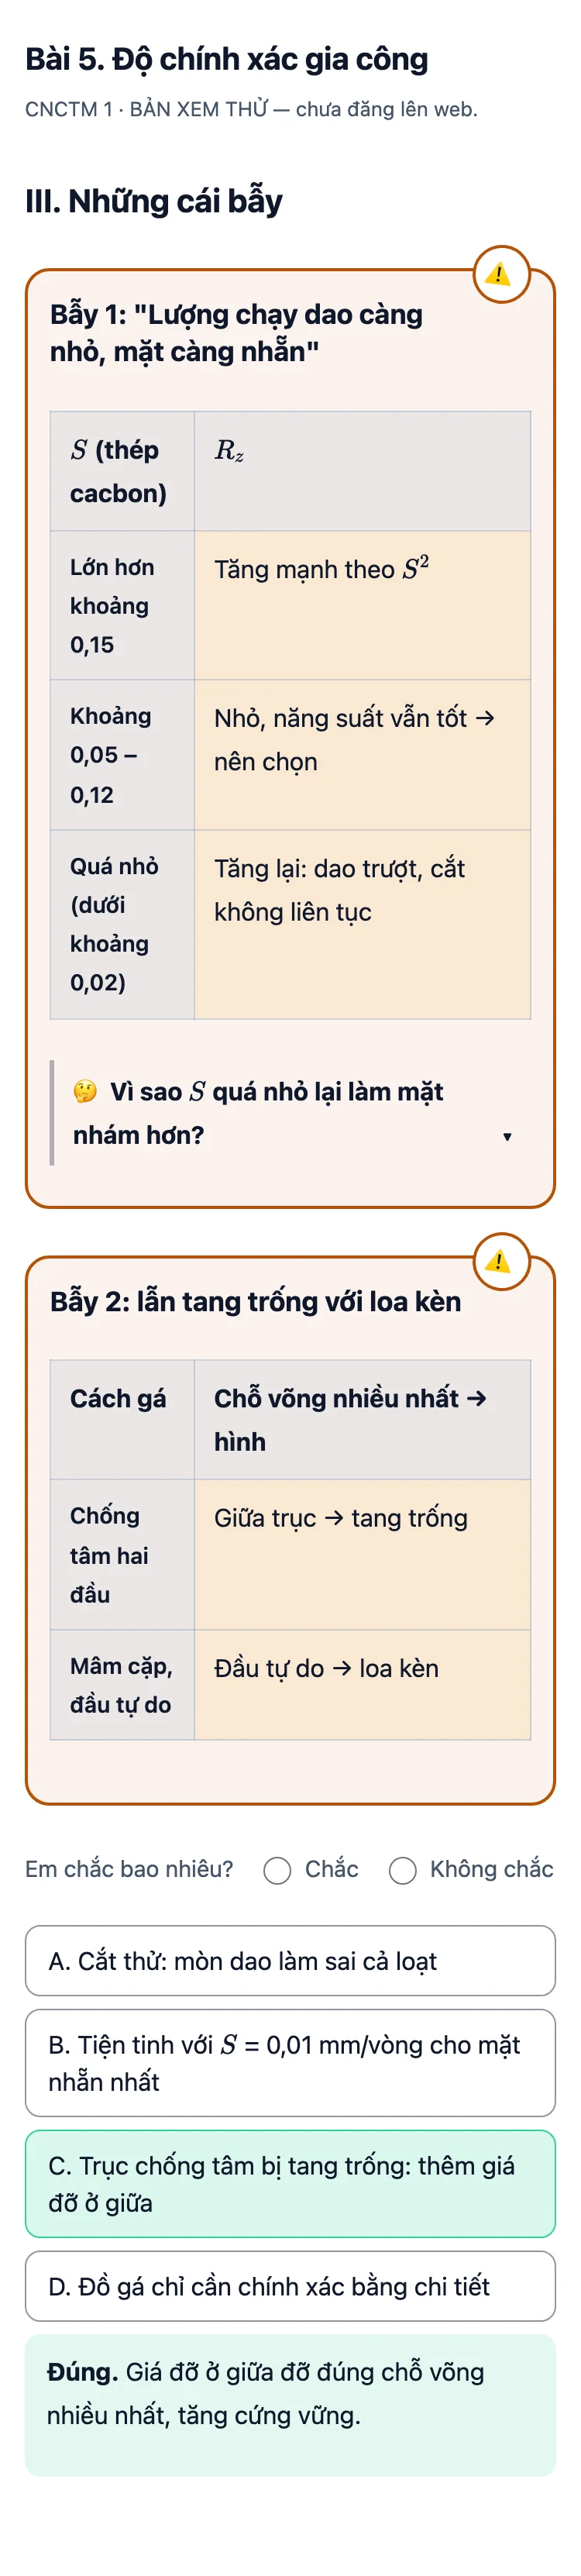 Bài 5. Độ chính xác gia công
CNCTM 1 · BẢN XEM THỬ — chưa đăng lên web.
III. Những cái bẫy
⚠️
Bẫy 1: "Lượng chạy dao càng
nhỏ, mặt càng nhẵn"
S (thép
cacbon)
R_z
Lớn hơn
khoảng
0,15
Tăng mạnh theo S²
Khoảng
0,05 –
0,12
Nhỏ, năng suất vẫn tốt →
nên chọn
Quá nhỏ
(dưới
khoảng
0,02)
Tăng lại: dao trượt, cắt
không liên tục
🤔 Vì sao S quá nhỏ lại làm mặt
nhám hơn? ▼
⚠️
Bẫy 2: lẫn tang trống với loa kèn
Cách gá
Chỗ võng nhiều nhất →
hình
Chống
tâm hai
đầu
Giữa trục → tang trống
Mâm cặp,
đầu tự do
Đầu tự do → loa kèn
Em chắc bao nhiêu? Chắc Không chắc
A. Cắt thử: mòn dao làm sai cả loạt
B. Tiện tinh với S = 0,01 mm/vòng cho mặt
nhẵn nhất
C. Trục chống tâm bị tang trống: thêm giá
đỡ ở giữa
D. Đồ gá chỉ cần chính xác bằng chi tiết
Đúng. Giá đỡ ở giữa đỡ đúng chỗ võng
nhiều nhất, tăng cứng vững.